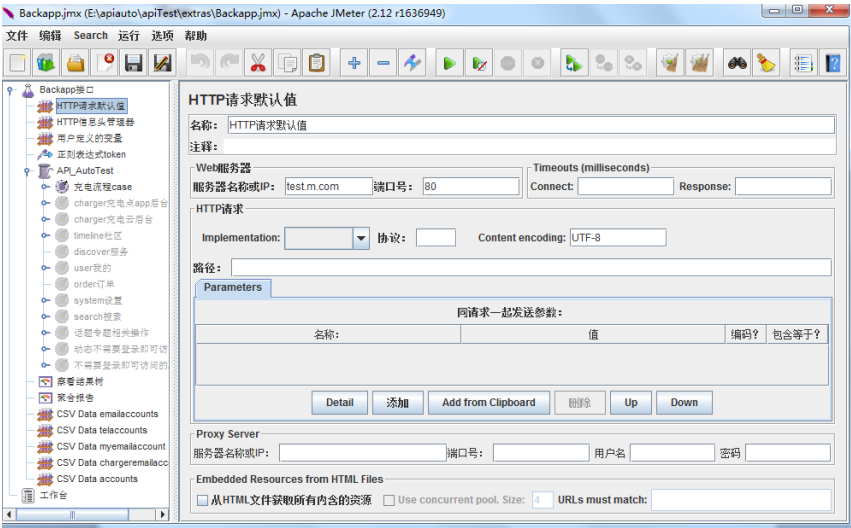 Backapp.jmx (E:\apiauto\apiTest\extras\Backapp.jmx) - Apache JMeter (2.12 r1636949)
文件 编辑 Search 运行 选项 帮助
Backapp接口
HTTP请求默认值
HTTP信息头管理器
用户定义的变量
正则表达式token
API_AutoTest
充电流程case
charger充电点app后台
charger充电云后台
timeline社区
discover服务
user我的
order订单
system设置
search搜索
话题专题相关操作
动态不需要登录即可访
不需要登录即可访问的
察看结果树
聚合报告
CSV Data emailaccounts
CSV Data telaccounts
CSV Data myemailaccount
CSV Data chargeremailacc
CSV Data accounts
工作台
HTTP请求默认值
名称: HTTP请求默认值
注释:
Web服务器
服务器名称或IP: test.m.com 端口号: 80
Timeouts (milliseconds)
Connect: Response:
HTTP请求
Implementation: 协议: Content encoding: UTF-8
路径:
Parameters
同请求一起发送参数:
名称: 值 编码? 包含等于?
Detail 添加 Add from Clipboard 删除 Up Down
Proxy Server
服务器名称或IP: 端口号: 用户名 密码
Embedded Resources from HTML Files
从HTML文件获取所有内含的资源 Use concurrent pool. Size: 4 URLs must match: